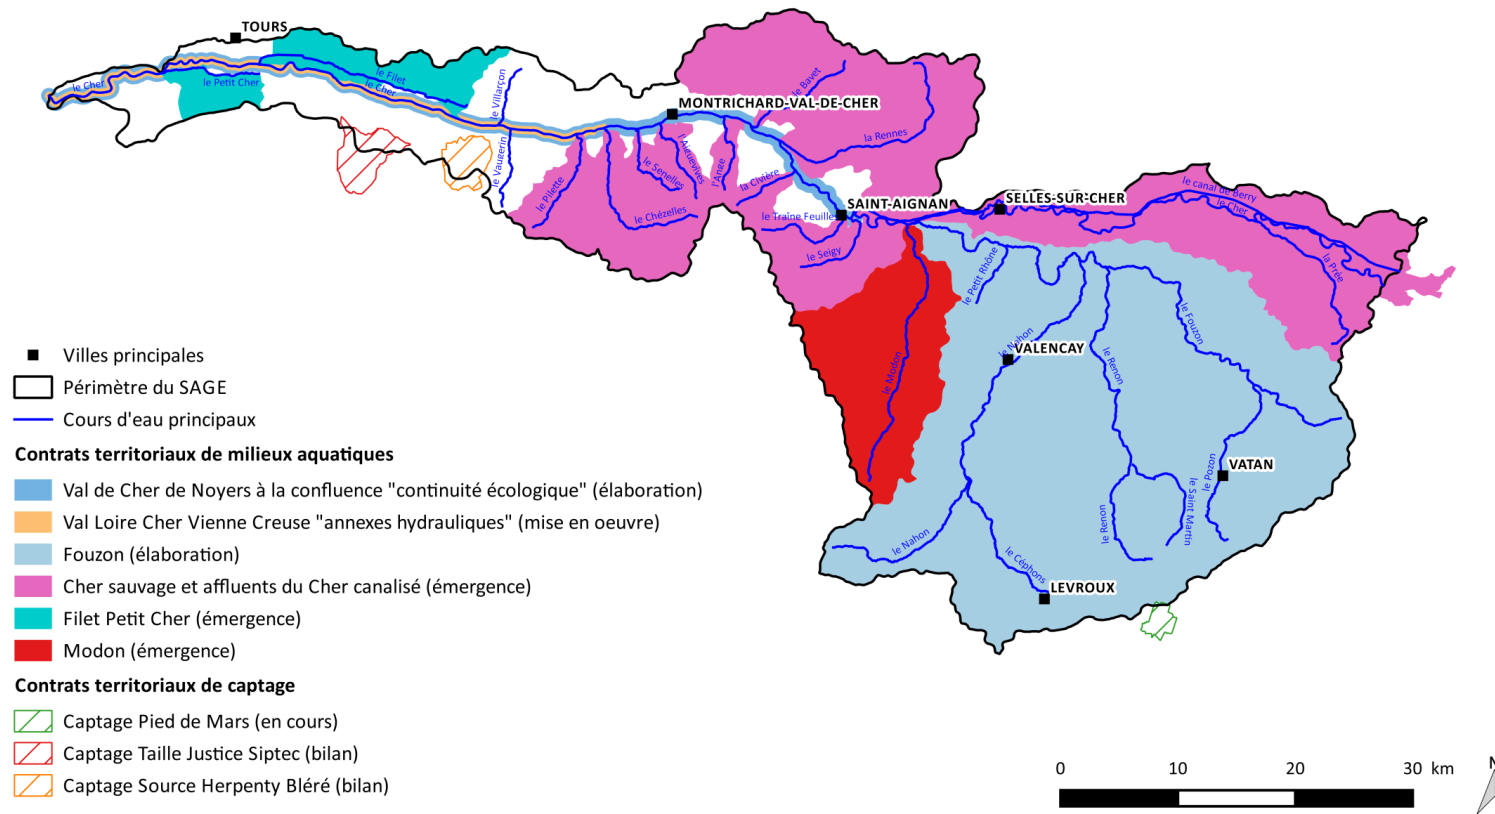 TOURS
le Cher
le Petit Cher
le Filet
le Cher
le Villarçon
le Vaugerin
MONTRICHARD-VAL-DE-CHER
le Bavet
la Rennes
l'Aiguevives
le Senelles
l'Ange
la Civière
le Pilette
le Chézelles
SAINT-AIGNAN
le Traîne Feuilles
le Seigy
SELLES-SUR-CHER
le canal de Berry
le Cher
la Prée
le Petit Rhône
le Fouzon
le Nahon
VALENCAY
le Renon
le Modon
VATAN
le Pozon
le Saint Martin
le Renon
le Nahon
le Céphons
LEVROUX
Villes principales
Périmètre du SAGE
Cours d'eau principaux
Contrats territoriaux de milieux aquatiques
Val de Cher de Noyers à la confluence "continuité écologique" (élaboration)
Val Loire Cher Vienne Creuse "annexes hydrauliques" (mise en oeuvre)
Fouzon (élaboration)
Cher sauvage et affluents du Cher canalisé (émergence)
Filet Petit Cher (émergence)
Modon (émergence)
Contrats territoriaux de captage
Captage Pied de Mars (en cours)
Captage Taille Justice Siptec (bilan)
Captage Source Herpenty Bléré (bilan)
0 10 20 30 km
N